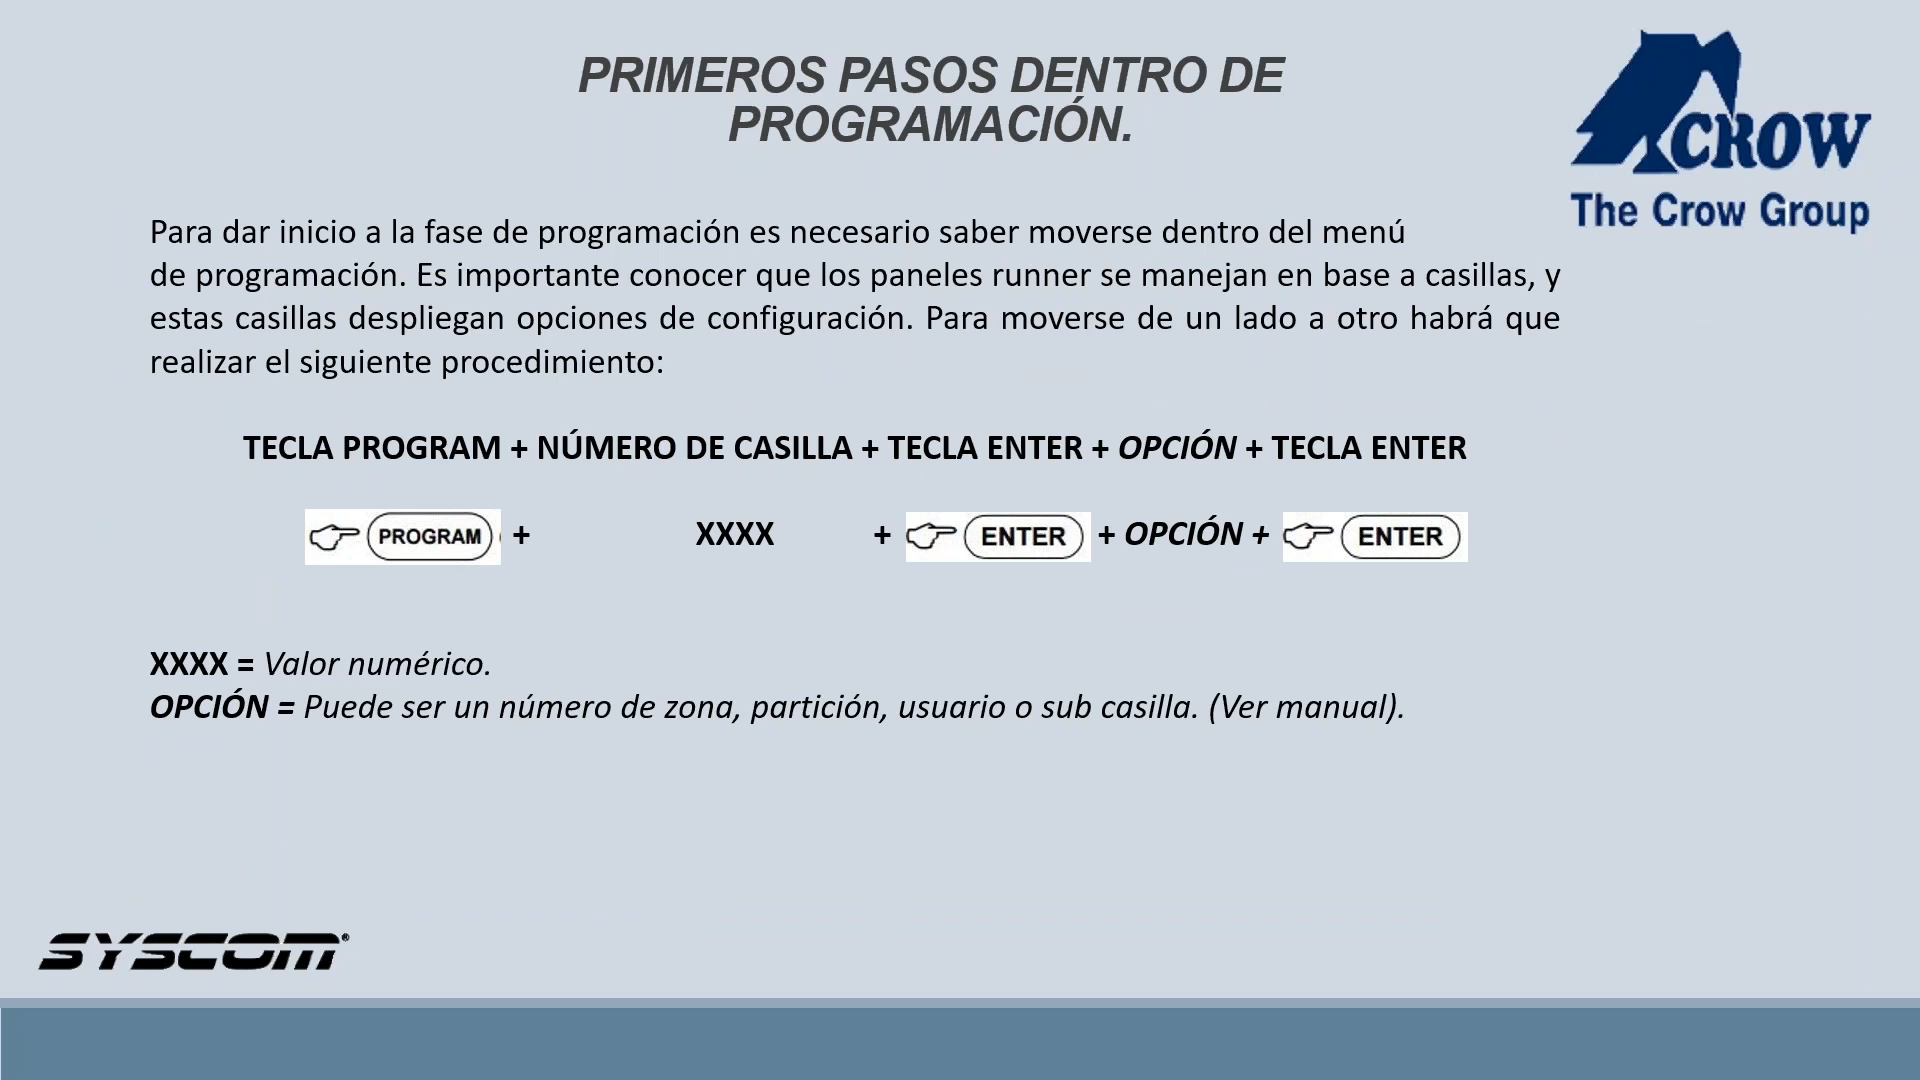 PRIMEROS PASOS DENTRO DE
PROGRAMACIÓN.
CROW
The Crow Group
Para dar inicio a la fase de programación es necesario saber moverse dentro del menú
de programación. Es importante conocer que los paneles runner se manejan en base a casillas, y
estas casillas despliegan opciones de configuración. Para moverse de un lado a otro habrá que
realizar el siguiente procedimiento:
TECLA PROGRAM + NÚMERO DE CASILLA + TECLA ENTER + OPCIÓN + TECLA ENTER
PROGRAM + XXXX + ENTER + OPCIÓN + ENTER
XXXX = Valor numérico.
OPCIÓN = Puede ser un número de zona, partición, usuario o sub casilla. (Ver manual).
SYSCOM®